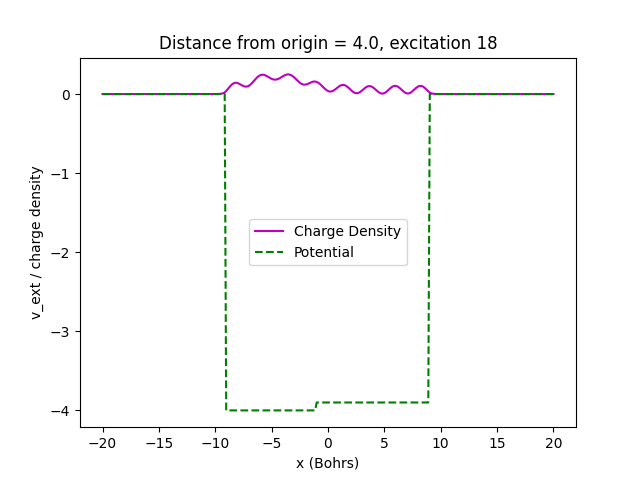 Distance from origin = 4.0, excitation 18
v_ext / charge density
0
−1
−2
−3
−4
Charge Density
Potential
−20
−15
−10
−5
0
5
10
15
20
x (Bohrs)